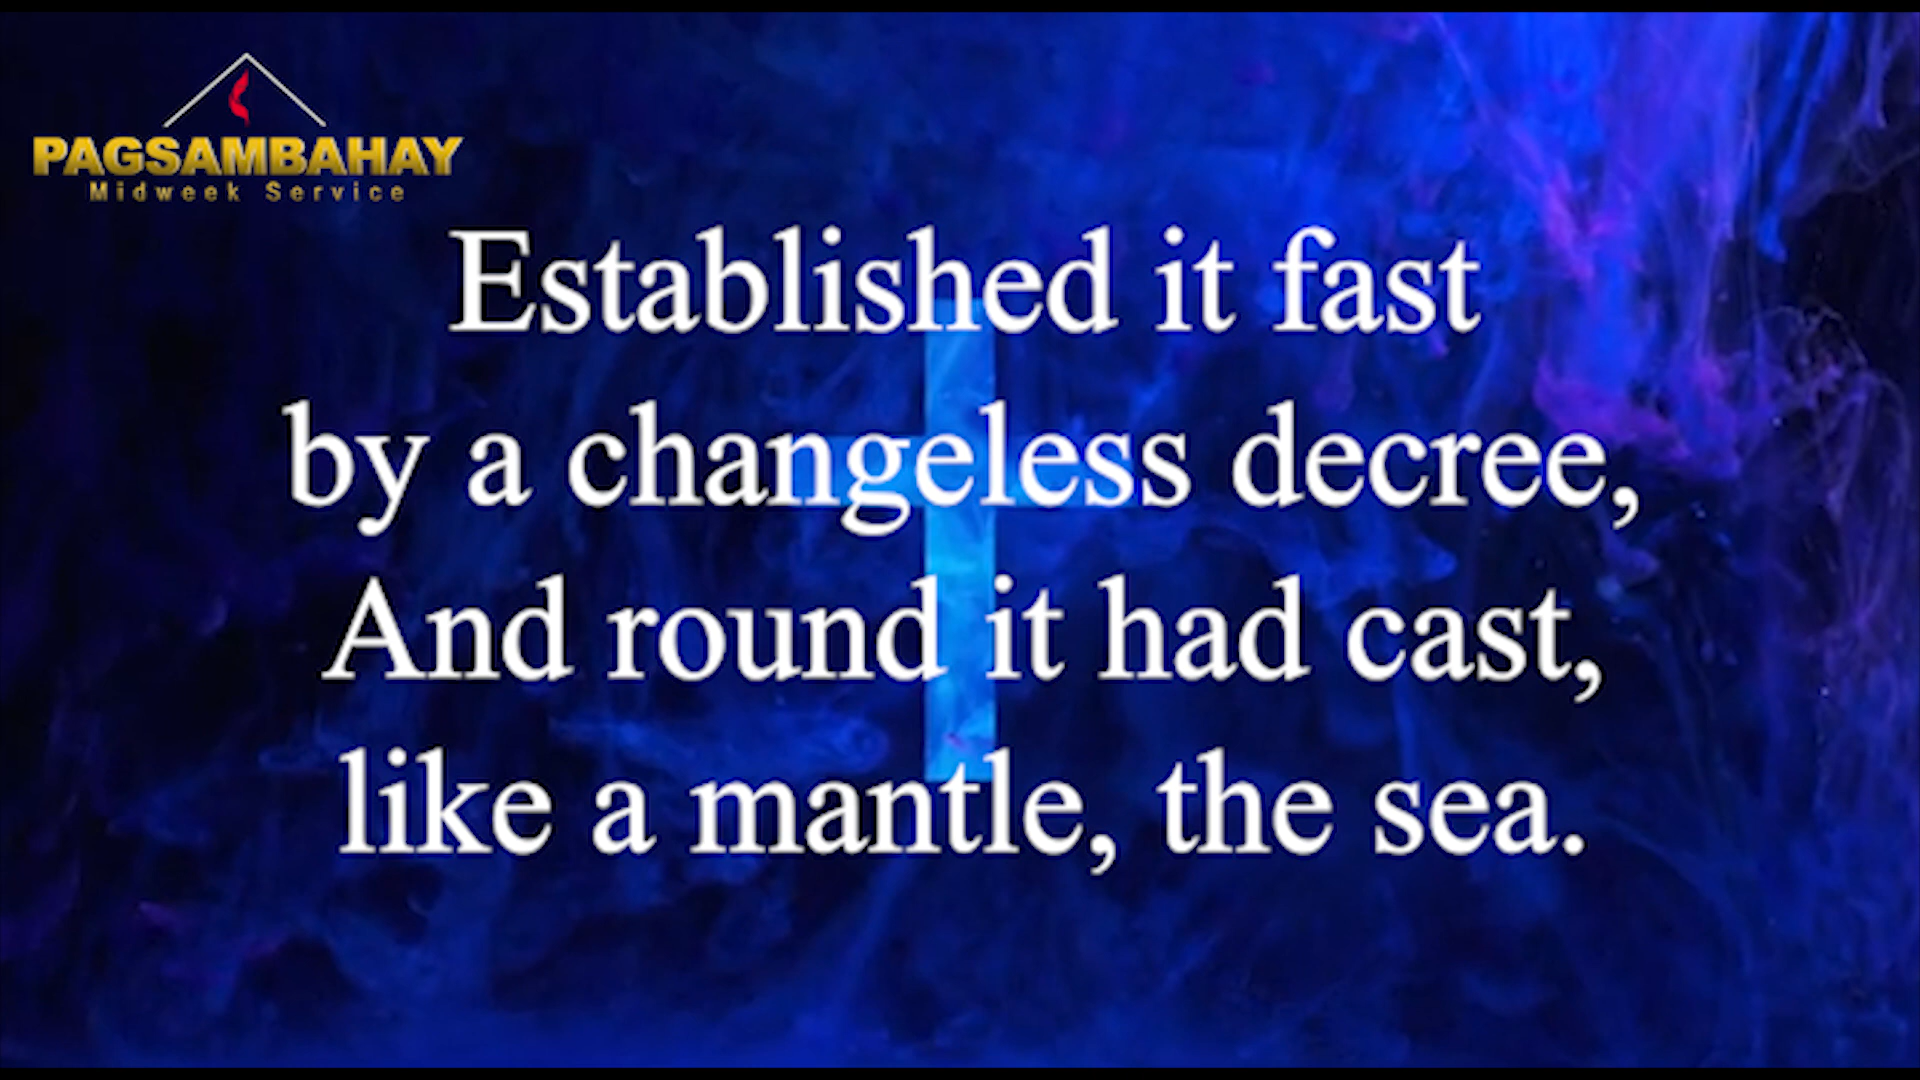 PAGSAMBAHAY
Midweek Service
Established it fast
by a changeless decree,
And round it had cast,
like a mantle, the sea.